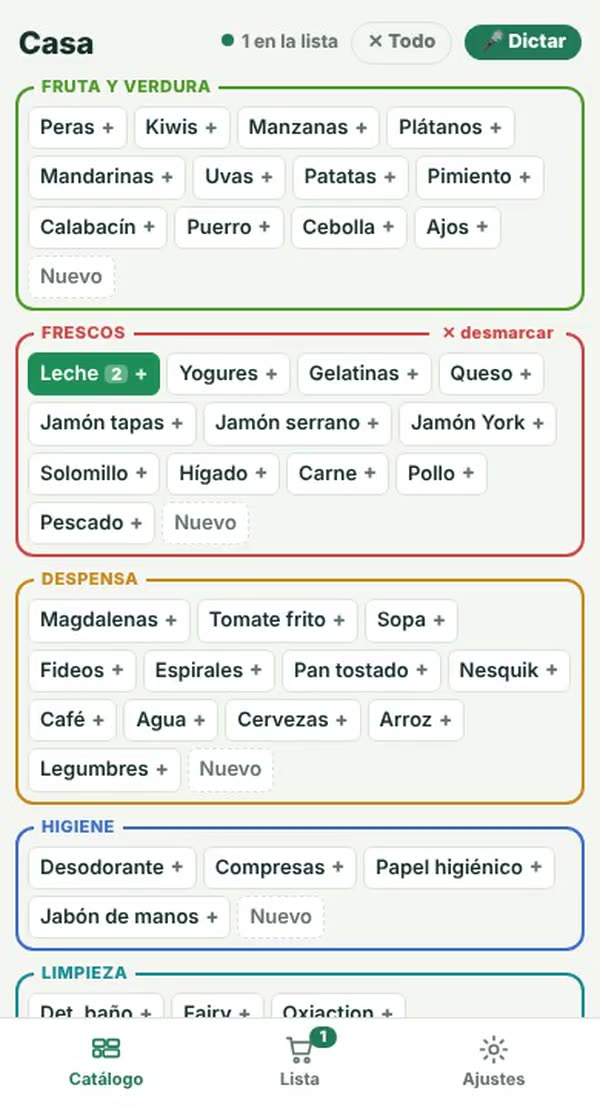 Casa 1 en la lista ✕ Todo 🎤 Dictar
FRUTA Y VERDURA
Peras + Kiwis + Manzanas + Plátanos +
Mandarinas + Uvas + Patatas + Pimiento +
Calabacín + Puerro + Cebolla + Ajos +
Nuevo
FRESCOS ✕ desmarcar
Leche 2 + Yogures + Gelatinas + Queso +
Jamón tapas + Jamón serrano + Jamón York +
Solomillo + Hígado + Carne + Pollo +
Pescado + Nuevo
DESPENSA
Magdalenas + Tomate frito + Sopa +
Fideos + Espirales + Pan tostado + Nesquik +
Café + Agua + Cervezas + Arroz +
Legumbres + Nuevo
HIGIENE
Desodorante + Compresas + Papel higiénico +
Jabón de manos + Nuevo
LIMPIEZA
Det. baño + Fairy + Oxiaction +
1
Catálogo Lista Ajustes